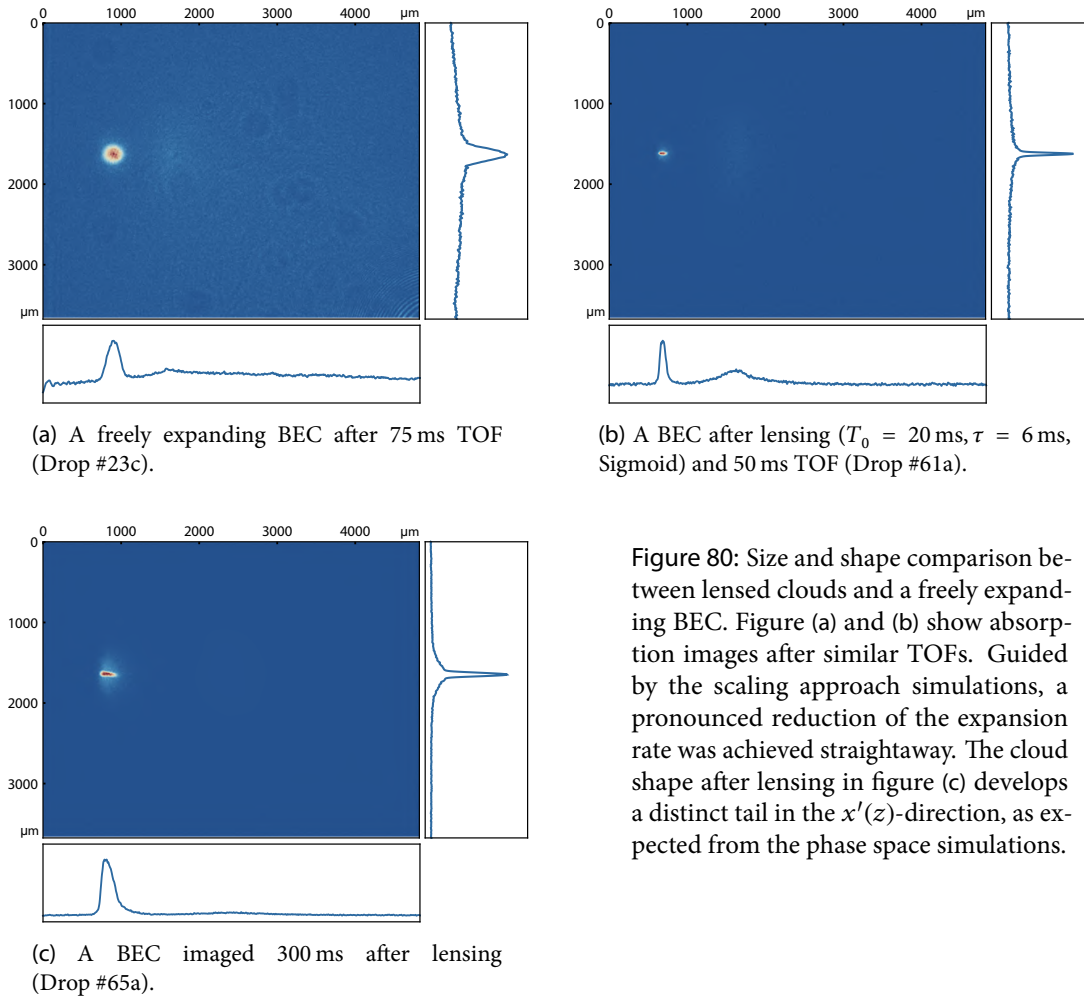 0 1000 2000 3000 4000 μm
0
1000
2000
3000
μm
(a) A freely expanding BEC after 75 ms TOF
(Drop #23c).
0 1000 2000 3000 4000 μm
0
1000
2000
3000
μm
(b) A BEC after lensing (T₀ = 20 ms, τ = 6 ms,
Sigmoid) and 50 ms TOF (Drop #61a).
0 1000 2000 3000 4000 μm
0
1000
2000
3000
μm
(c) A BEC imaged 300 ms after lensing
(Drop #65a).
Figure 80: Size and shape comparison be-
tween lensed clouds and a freely expand-
ing BEC. Figure (a) and (b) show absorp-
tion images after similar TOFs. Guided
by the scaling approach simulations, a
pronounced reduction of the expansion
rate was achieved straightaway. The cloud
shape after lensing in figure (c) develops
a distinct tail in the x′(z)-direction, as ex-
pected from the phase space simulations.